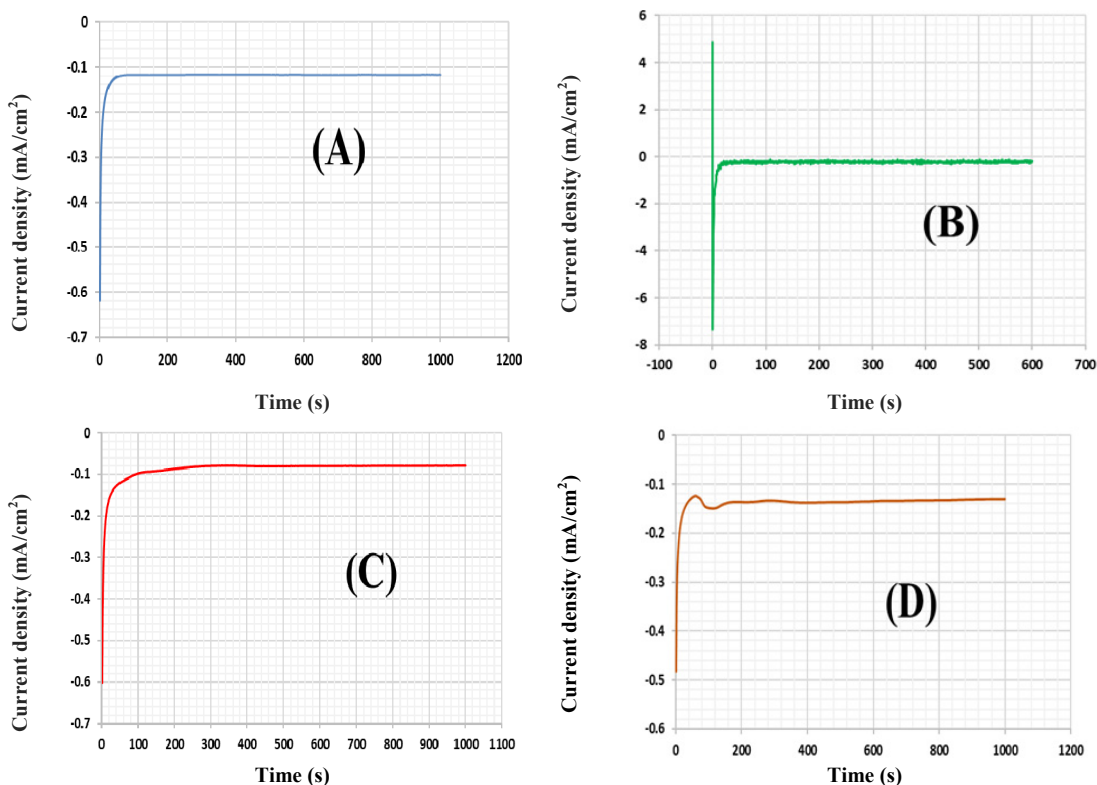 Current density (mA/cm²)
0
-0.1
-0.2
-0.3
-0.4
-0.5
-0.6
-0.7
(A)
0 200 400 600 800 1000 1200
Time (s)
Current density (mA/cm²)
6
4
2
0
-2
-4
-6
-8
(B)
-100 0 100 200 300 400 500 600 700
Time (s)
Current density (mA/cm²)
0
-0.1
-0.2
-0.3
-0.4
-0.5
-0.6
-0.7
(C)
0 100 200 300 400 500 600 700 800 900 1000 1100
Time (s)
Current density (mA/cm²)
0
-0.1
-0.2
-0.3
-0.4
-0.5
-0.6
(D)
0 200 400 600 800 1000 1200
Time (s)